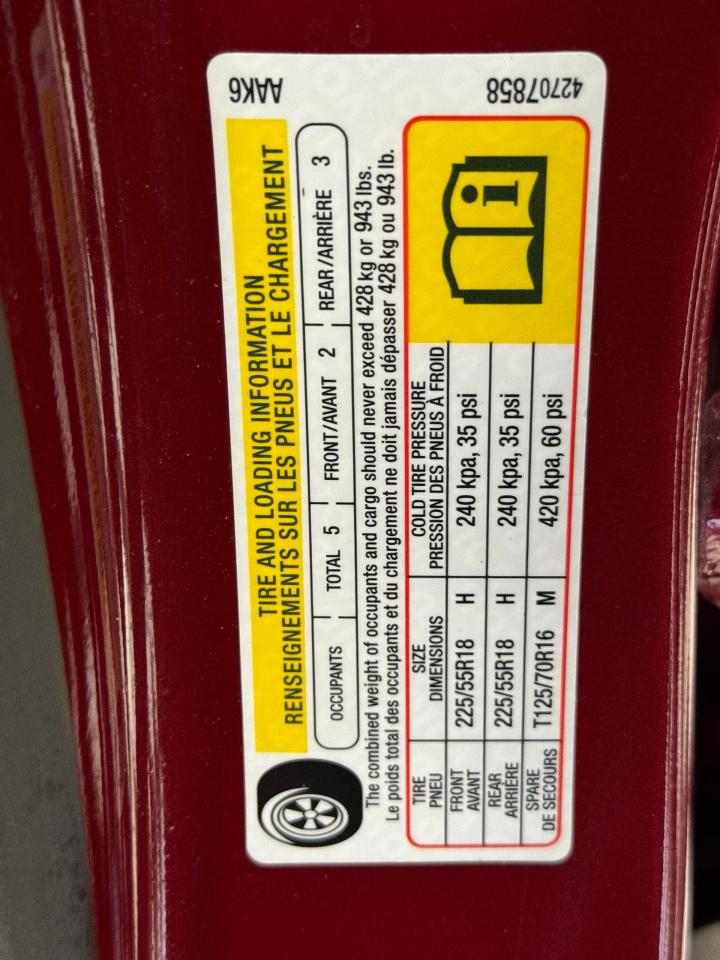 TIRE AND LOADING INFORMATION
RENSEIGNEMENTS SUR LES PNEUS ET LE CHARGEMENT
OCCUPANTS TOTAL 5 FRONT/AVANT 2 REAR/ARRIÈRE 3
The combined weight of occupants and cargo should never exceed 428 kg or 943 lbs.
Le poids total des occupants et du chargement ne doit jamais dépasser 428 kg ou 943 lb.
TIRE SIZE COLD TIRE PRESSURE
PNEU DIMENSIONS PRESSION DES PNEUS À FROID
FRONT
AVANT 225/55R18 H 240 kpa, 35 psi
REAR
ARRIÈRE 225/55R18 H 240 kpa, 35 psi
SPARE
DE SECOURS T125/70R16 M 420 kpa, 60 psi
i
AAK6
42707858